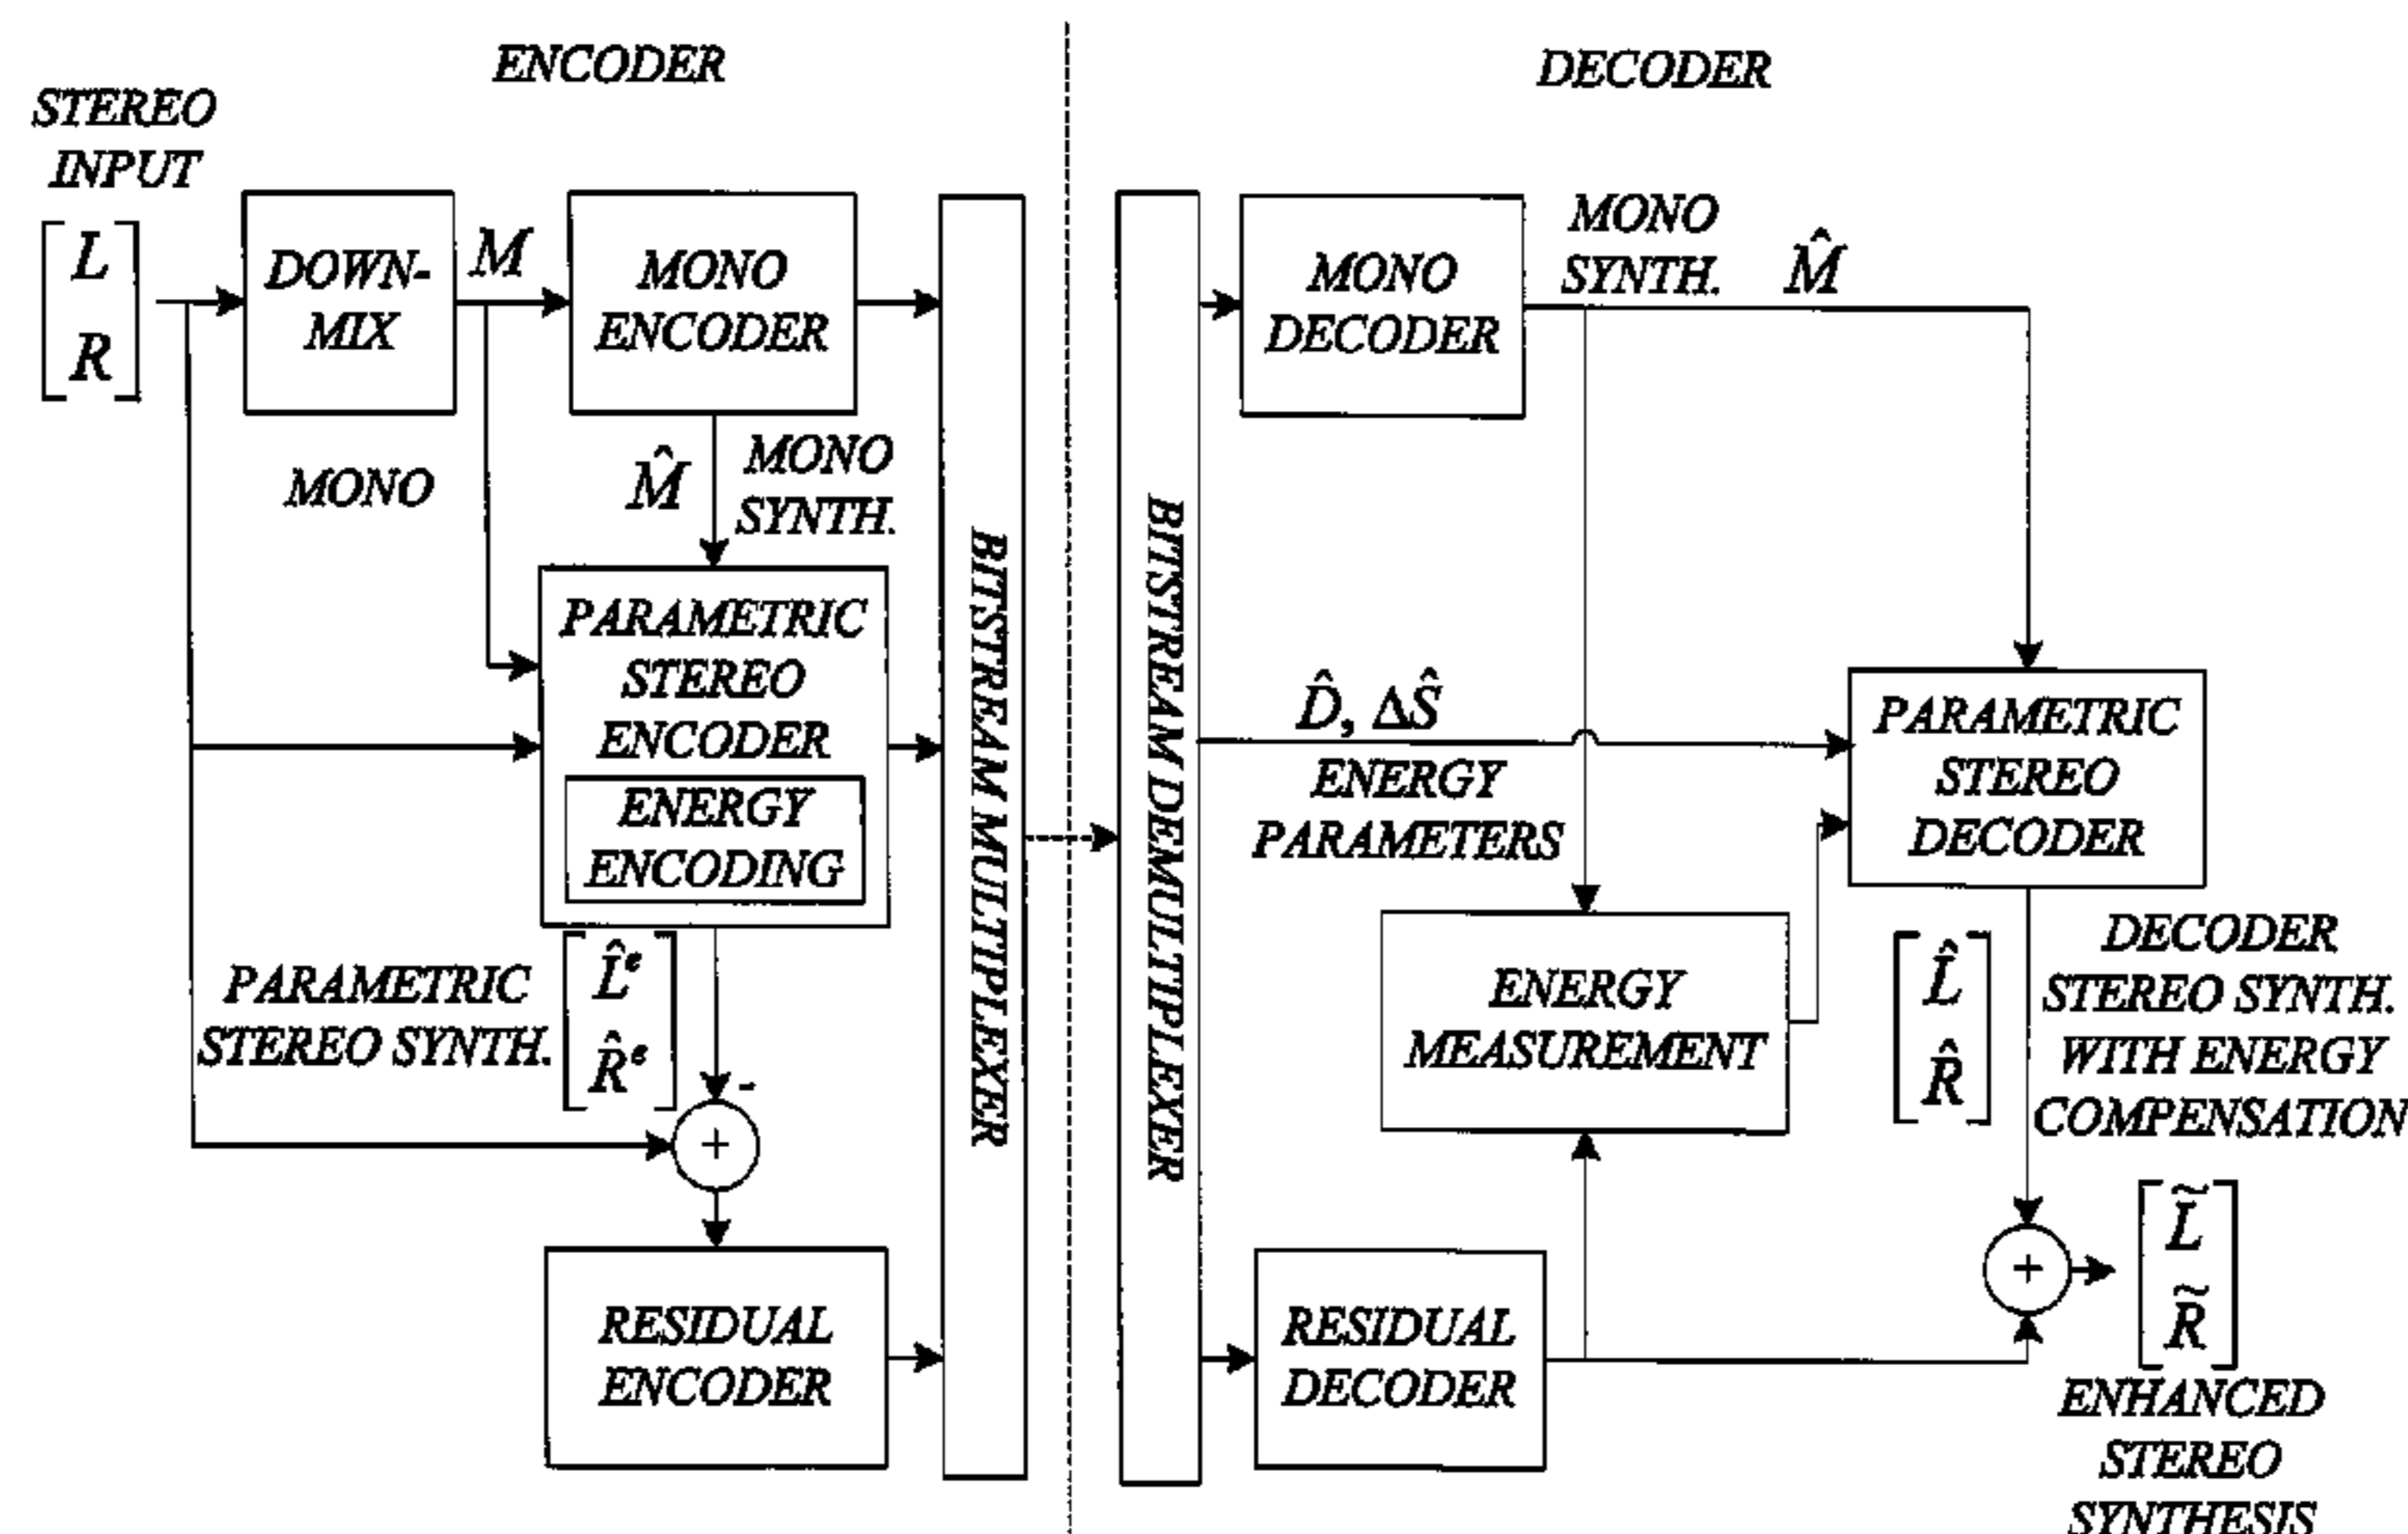 ENCODER
DECODER
STEREO
INPUT
L
R
DOWN-
MIX
M
MONO
MONO
ENCODER
M̂
MONO
SYNTH.
PARAMETRIC
STEREO
ENCODER
ENERGY
ENCODING
PARAMETRIC
STEREO SYNTH.
L̂ᵉ
R̂ᵉ
-
+
RESIDUAL
ENCODER
BITSTREAM MULTIPLEXER
BITSTREAM DEMULTIPLEXER
MONO
DECODER
MONO
SYNTH.
M̂
D̂, ΔŜ
ENERGY
PARAMETERS
PARAMETRIC
STEREO
DECODER
ENERGY
MEASUREMENT
L̂
R̂
DECODER
STEREO SYNTH.
WITH ENERGY
COMPENSATION
RESIDUAL
DECODER
+
L̃
R̃
ENHANCED
STEREO
SYNTHESIS